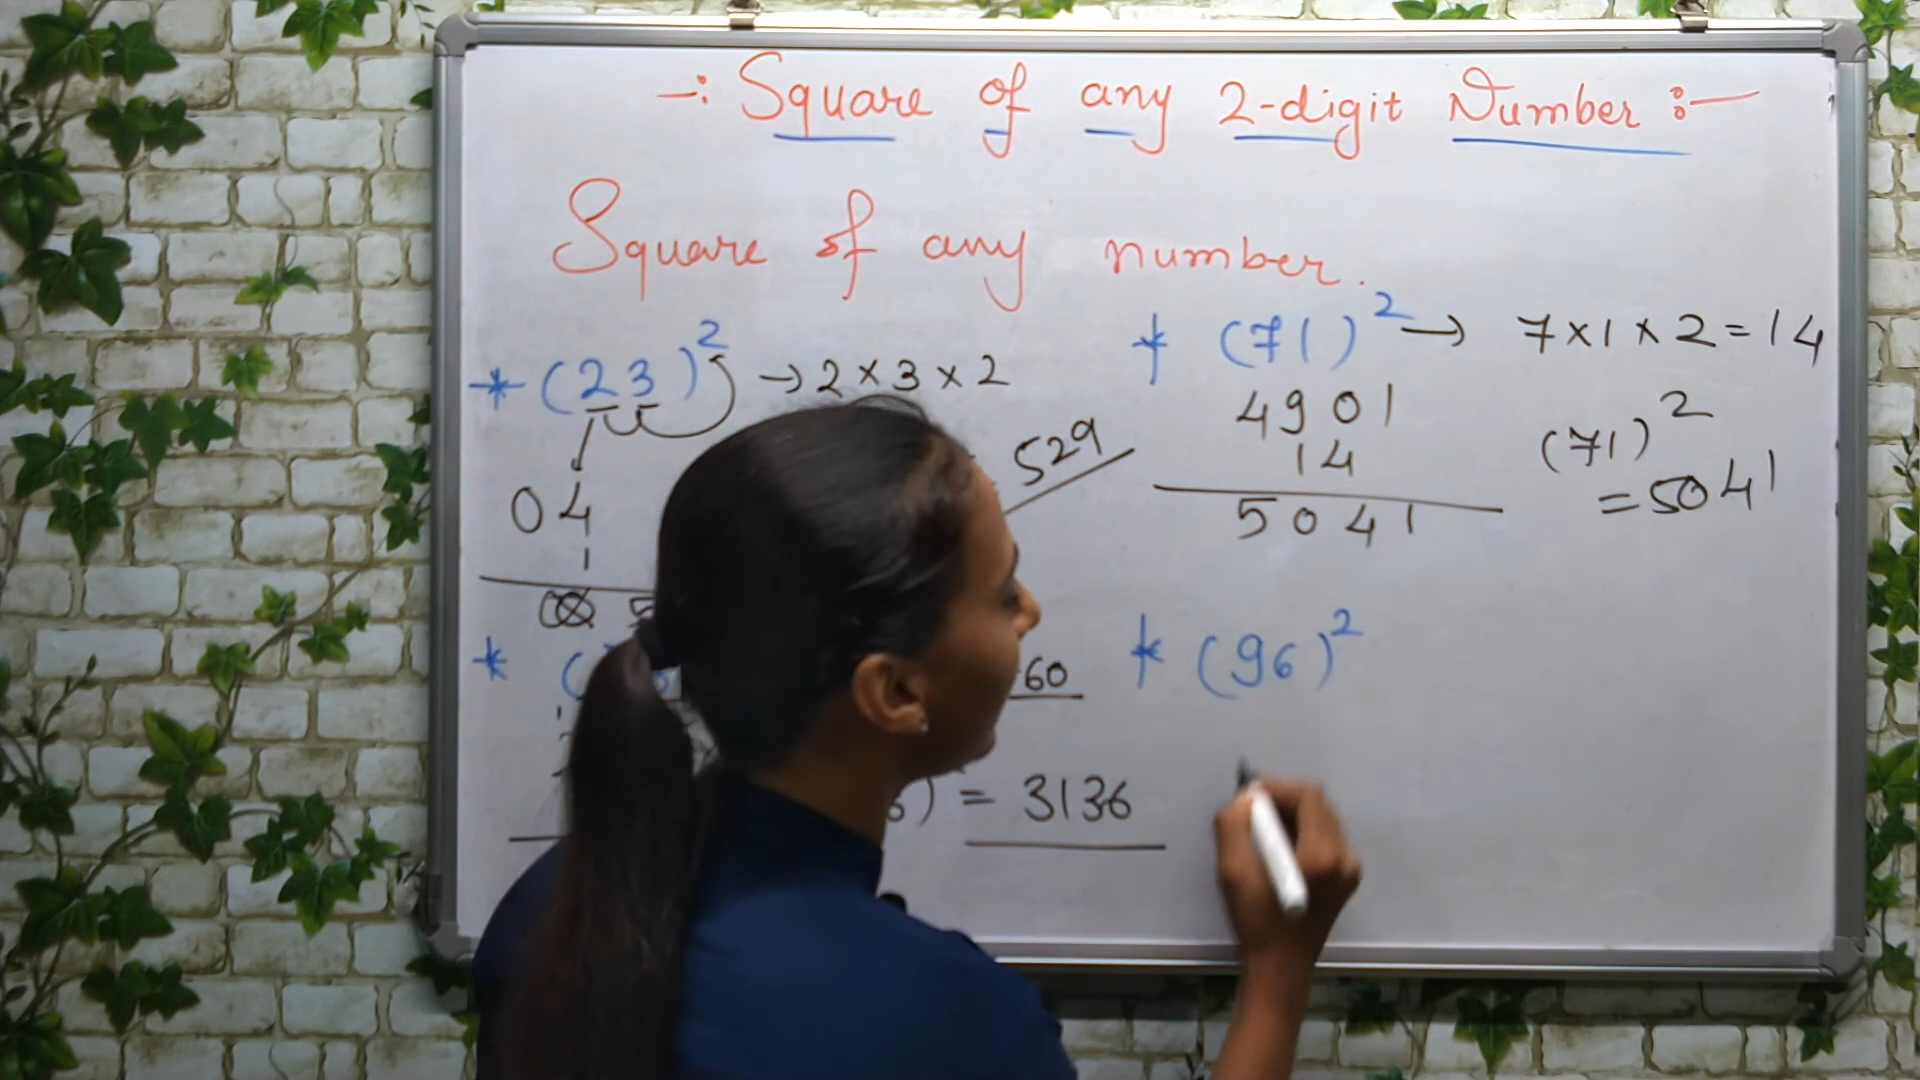 -: Square of any 2-digit Number :-
Square of any number.
* (23)² → 2 × 3 × 2
529
04
1
* (
60
) = 3136
* (71)² → 7 × 1 × 2 = 14
4901
14
5041
(71)²
= 5041
* (96)²